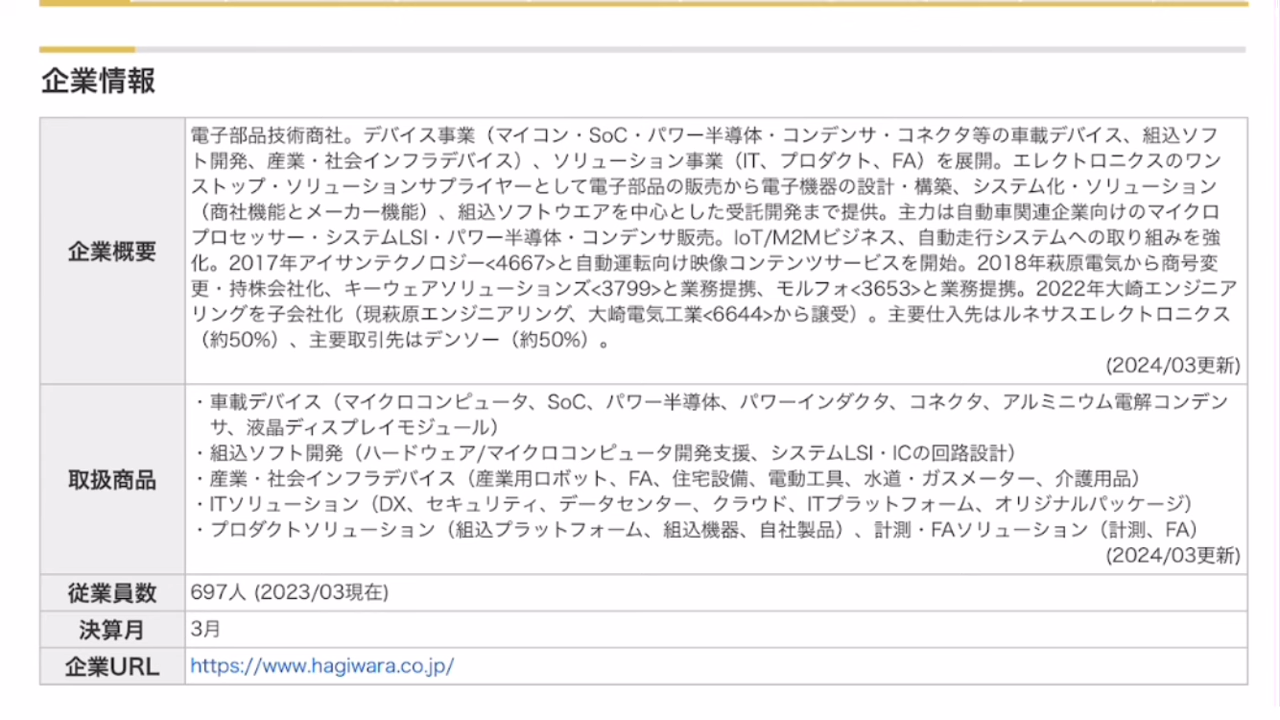 企業情報
企業概要
電子部品技術商社。デバイス事業（マイコン・SoC・パワー半導体・コンデンサ・コネクタ等の車載デバイス、組込ソフ
ト開発、産業・社会インフラデバイス）、ソリューション事業（IT、プロダクト、FA）を展開。エレクトロニクスのワン
ストップ・ソリューションサプライヤーとして電子部品の販売から電子機器の設計・構築、システム化・ソリューション
（商社機能とメーカー機能）、組込ソフトウエアを中心とした受託開発まで提供。主力は自動車関連企業向けのマイクロ
プロセッサー・システムLSI・パワー半導体・コンデンサ販売。IoT/M2Mビジネス、自動走行システムへの取り組みを強
化。2017年アイサンテクノロジー<4667>と自動運転向け映像コンテンツサービスを開始。2018年萩原電気から商号変
更・持株会社化、キーウェアソリューションズ<3799>と業務提携、モルフォ<3653>と業務提携。2022年大崎エンジニア
リングを子会社化（現萩原エンジニアリング、大崎電気工業<6644>から譲受）。主要仕入先はルネサスエレクトロニクス
（約50%）、主要取引先はデンソー（約50%）。
(2024/03更新)
取扱商品
・車載デバイス（マイクロコンピュータ、SoC、パワー半導体、パワーインダクタ、コネクタ、アルミニウム電解コンデン
サ、液晶ディスプレイモジュール）
・組込ソフト開発（ハードウェア/マイクロコンピュータ開発支援、システムLSI・ICの回路設計）
・産業・社会インフラデバイス（産業用ロボット、FA、住宅設備、電動工具、水道・ガスメーター、介護用品）
・ITソリューション（DX、セキュリティ、データセンター、クラウド、ITプラットフォーム、オリジナルパッケージ）
・プロダクトソリューション（組込プラットフォーム、組込機器、自社製品）、計測・FAソリューション（計測、FA）
(2024/03更新)
従業員数 697人 (2023/03現在)
決算月 3月
企業URL https://www.hagiwara.co.jp/